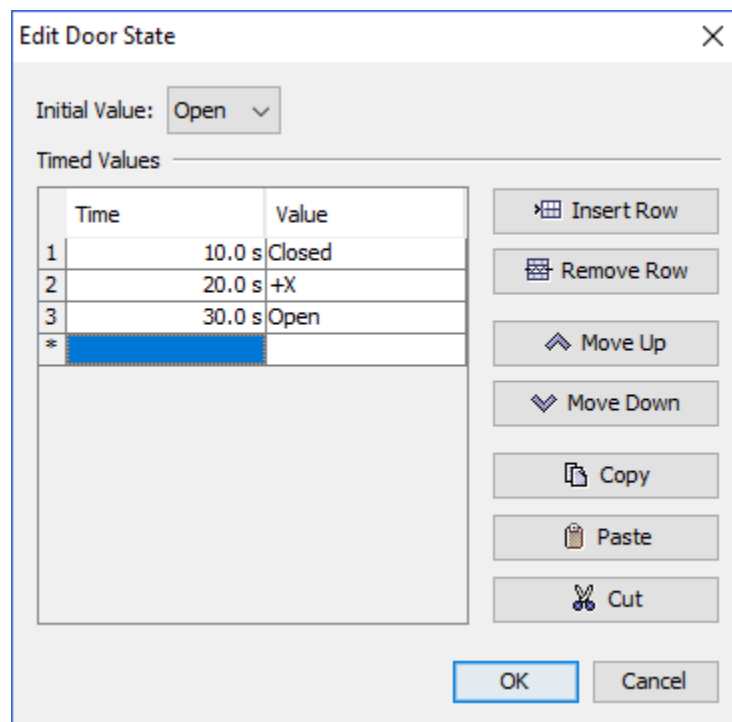 Edit Door State
Initial Value: Open
Timed Values
Time Value
1 10.0 s Closed
2 20.0 s +X
3 30.0 s Open
*
Insert Row
Remove Row
Move Up
Move Down
Copy
Paste
Cut
OK Cancel